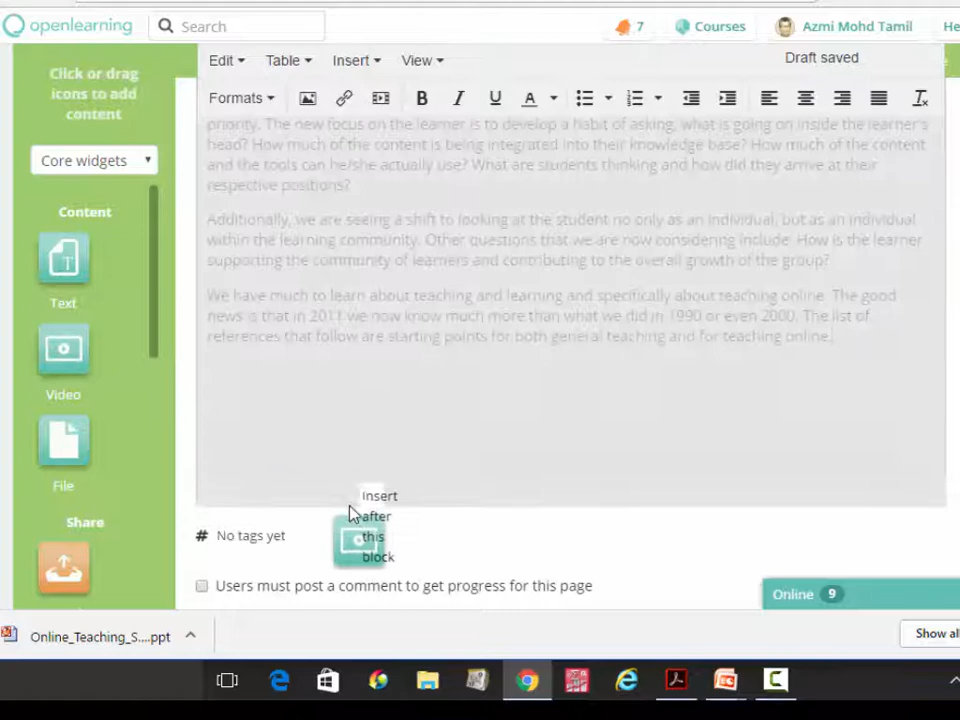 openlearning
Search
7
Courses
Azmi Mohd Tamil
He
Click or drag
icons to add
content
Core widgets
Content
Text
Video
File
Share
Edit
Table
Insert
View
Draft saved
Formats
B I U A
priority. The new focus on the learner is to develop a habit of asking, what is going on inside the learner's
head? How much of the content is being integrated into their knowledge base? How much of the content
and the tools can he/she actually use? What are students thinking and how did they arrive at their
respective positions?
Additionally, we are seeing a shift to looking at the student no only as an individual, but as an individual
within the learning community. Other questions that we are now considering include: How is the learner
supporting the community of learners and contributing to the overall growth of the group?
We have much to learn about teaching and learning and specifically about teaching online. The good
news is that in 2011 we now know much more than what we did in 1990 or even 2000. The list of
references that follow are starting points for both general teaching and for teaching online.
Insert
after
this
block
# No tags yet
Users must post a comment to get progress for this page
Online 9
Online_Teaching_S....ppt
Show all